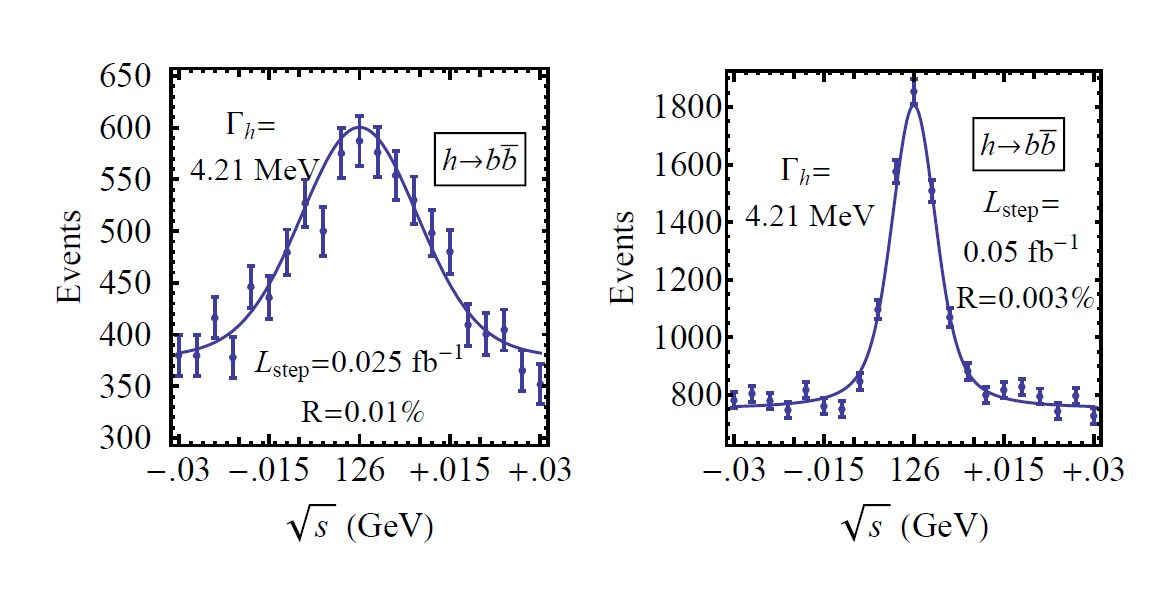 650
600
550
500
450
400
350
300
Events
Γh=
4.21 MeV
h→bb̅
Lstep=0.025 fb⁻¹
R=0.01%
−.03 −.015 126 +.015 +.03
√s (GeV)
1800
1600
1400
1200
1000
800
Events
Γh=
4.21 MeV
h→bb̅
Lstep=
0.05 fb⁻¹
R=0.003%
−.03 −.015 126 +.015 +.03
√s (GeV)